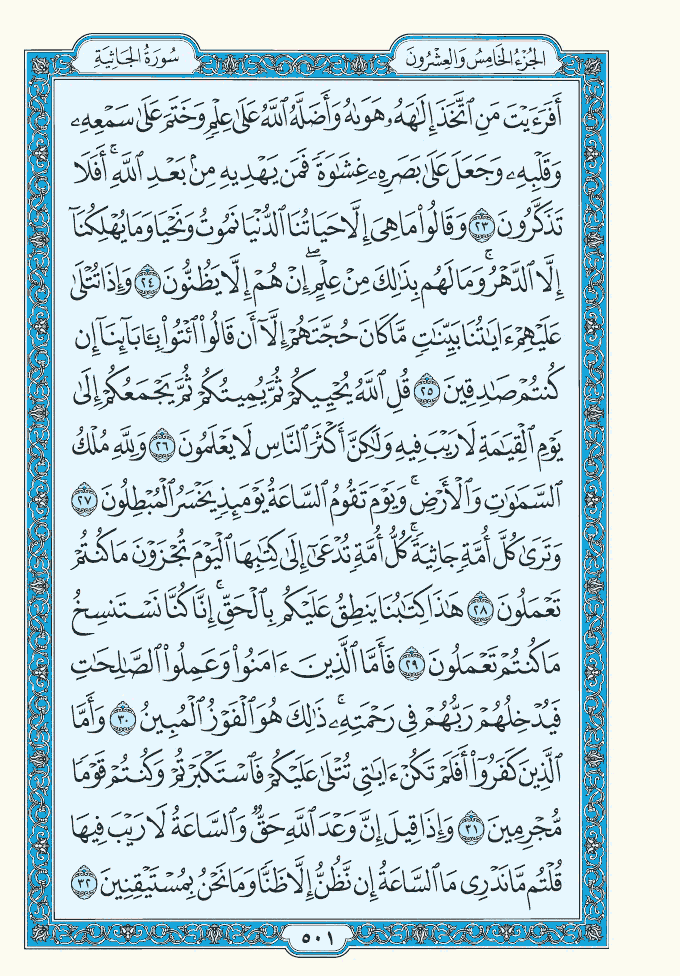 الجُزْءُ الخَامِسُ وَالعِشْرُونَ
سُورَةُ الجَاثِيَةِ
أَفَرَءَيْتَ مَنِ ٱتَّخَذَ إِلَٰهَهُۥ هَوَىٰهُ وَأَضَلَّهُ ٱللَّهُ عَلَىٰ عِلْمٍ وَخَتَمَ عَلَىٰ سَمْعِهِۦ
وَقَلْبِهِۦ وَجَعَلَ عَلَىٰ بَصَرِهِۦ غِشَٰوَةً فَمَن يَهْدِيهِ مِنۢ بَعْدِ ٱللَّهِ ۚ أَفَلَا
تَذَكَّرُونَ ٢٣ وَقَالُوا۟ مَا هِىَ إِلَّا حَيَاتُنَا ٱلدُّنْيَا نَمُوتُ وَنَحْيَا وَمَا يُهْلِكُنَآ
إِلَّا ٱلدَّهْرُ ۚ وَمَا لَهُم بِذَٰلِكَ مِنْ عِلْمٍ ۖ إِنْ هُمْ إِلَّا يَظُنُّونَ ٢٤ وَإِذَا تُتْلَىٰ
عَلَيْهِمْ ءَايَٰتُنَا بَيِّنَٰتٍ مَّا كَانَ حُجَّتَهُمْ إِلَّآ أَن قَالُوا۟ ٱئْتُوا۟ بِـَٔابَآئِنَآ إِن
كُنتُمْ صَٰدِقِينَ ٢٥ قُلِ ٱللَّهُ يُحْيِيكُمْ ثُمَّ يُمِيتُكُمْ ثُمَّ يَجْمَعُكُمْ إِلَىٰ
يَوْمِ ٱلْقِيَٰمَةِ لَا رَيْبَ فِيهِ وَلَٰكِنَّ أَكْثَرَ ٱلنَّاسِ لَا يَعْلَمُونَ ٢٦ وَلِلَّهِ مُلْكُ
ٱلسَّمَٰوَٰتِ وَٱلْأَرْضِ ۚ وَيَوْمَ تَقُومُ ٱلسَّاعَةُ يَوْمَئِذٍ يَخْسَرُ ٱلْمُبْطِلُونَ ٢٧
وَتَرَىٰ كُلَّ أُمَّةٍ جَاثِيَةً ۚ كُلُّ أُمَّةٍ تُدْعَىٰٓ إِلَىٰ كِتَٰبِهَا ٱلْيَوْمَ تُجْزَوْنَ مَا كُنتُمْ
تَعْمَلُونَ ٢٨ هَٰذَا كِتَٰبُنَا يَنطِقُ عَلَيْكُم بِٱلْحَقِّ ۚ إِنَّا كُنَّا نَسْتَنسِخُ
مَا كُنتُمْ تَعْمَلُونَ ٢٩ فَأَمَّا ٱلَّذِينَ ءَامَنُوا۟ وَعَمِلُوا۟ ٱلصَّٰلِحَٰتِ
فَيُدْخِلُهُمْ رَبُّهُمْ فِى رَحْمَتِهِۦ ۚ ذَٰلِكَ هُوَ ٱلْفَوْزُ ٱلْمُبِينُ ٣٠ وَأَمَّا
ٱلَّذِينَ كَفَرُوٓا۟ أَفَلَمْ تَكُنْ ءَايَٰتِى تُتْلَىٰ عَلَيْكُمْ فَٱسْتَكْبَرْتُمْ وَكُنتُمْ قَوْمًا
مُّجْرِمِينَ ٣١ وَإِذَا قِيلَ إِنَّ وَعْدَ ٱللَّهِ حَقٌّ وَٱلسَّاعَةُ لَا رَيْبَ فِيهَا
قُلْتُم مَّا نَدْرِى مَا ٱلسَّاعَةُ إِن نَّظُنُّ إِلَّا ظَنًّا وَمَا نَحْنُ بِمُسْتَيْقِنِينَ ٣٢
٥٠١